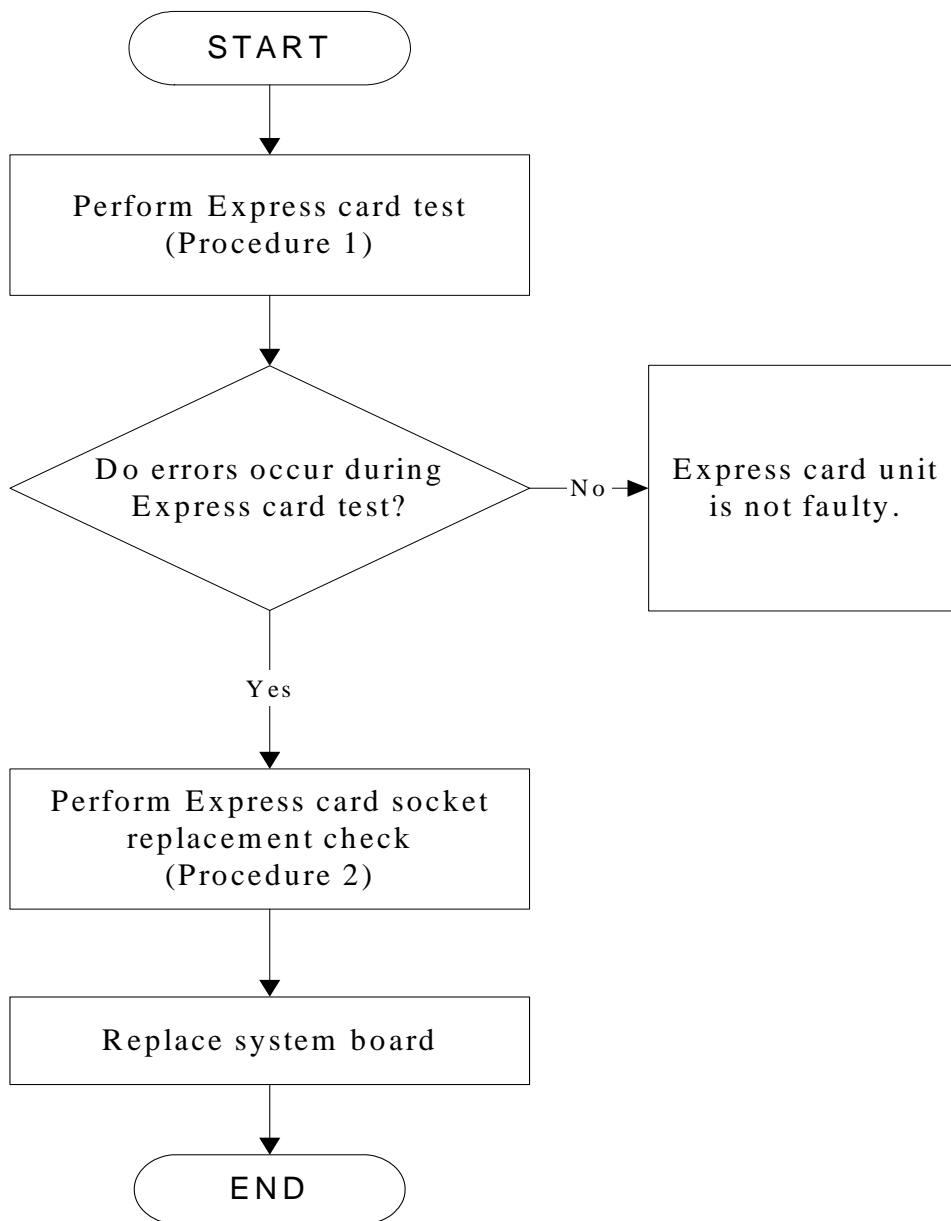 START
Perform Express card test
(Procedure 1)
Do errors occur during
Express card test?
No
Express card unit
is not faulty.
Yes
Perform Express card socket
replacement check
(Procedure 2)
Replace system board
END